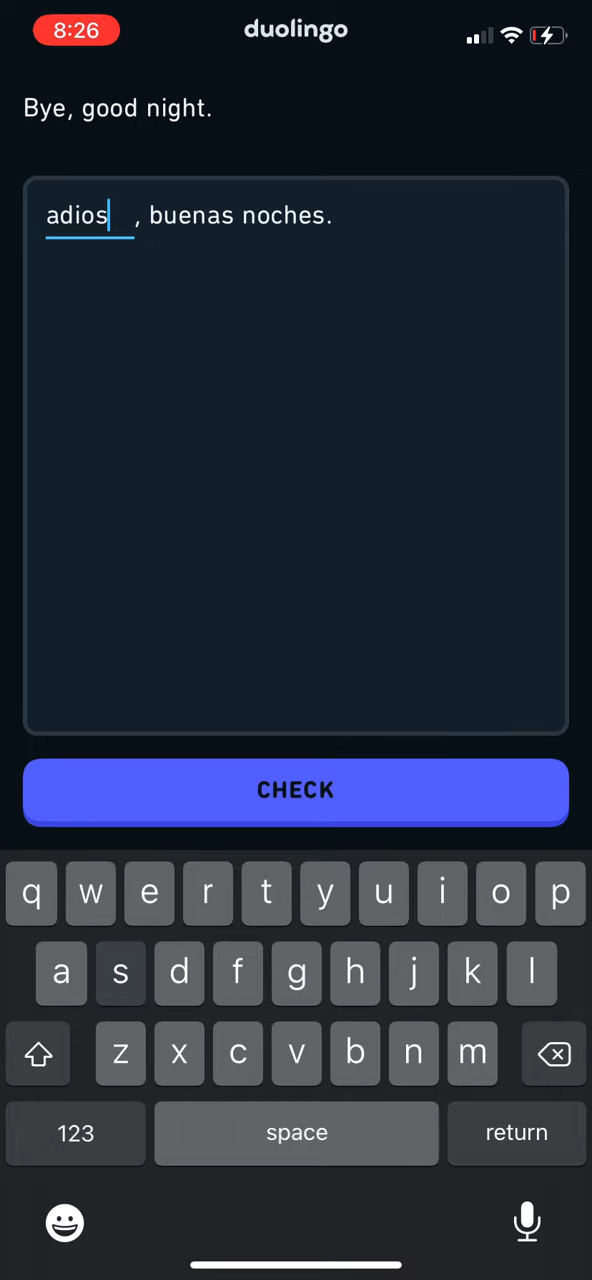 8:26
duolingo
Bye, good night.
adios , buenas noches.
CHECK
q w e r t y u i o p
a s d f g h j k l
z x c v b n m
123 space return